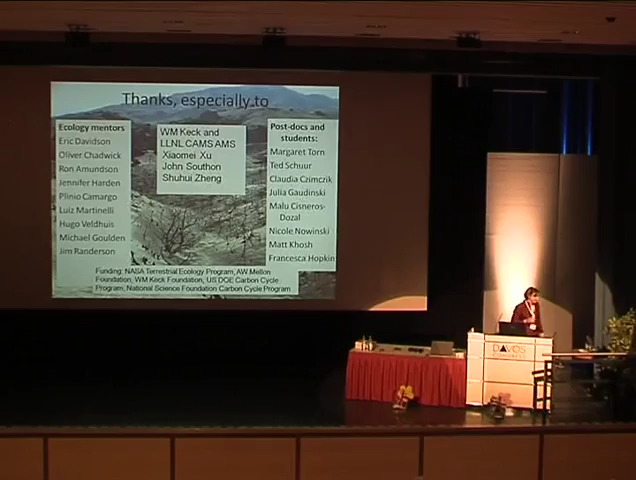 Thanks, especially to
Ecology mentors
Eric Davidson
Oliver Chadwick
Ron Amundson
Jennifer Harden
Plinio Camargo
Luiz Martinelli
Hugo Veldhuis
Michael Goulden
Jim Randerson
WM Keck and
LLNL CAMS AMS
Xiaomei Xu
John Southon
Shuhui Zheng
Post-docs and
students:
Margaret Torn
Ted Schuur
Claudia Czimczik
Julia Gaudinski
Malu Cisneros-
Dozal
Nicole Nowinski
Matt Khosh
Francesca Hopkin
Funding: NASA Terrestrial Ecology Program, AW Mellon
Foundation, WM Keck Foundation, US DOE Carbon Cycle
Program, National Science Foundation Carbon Cycle Program
DAVOS
CONGRESS